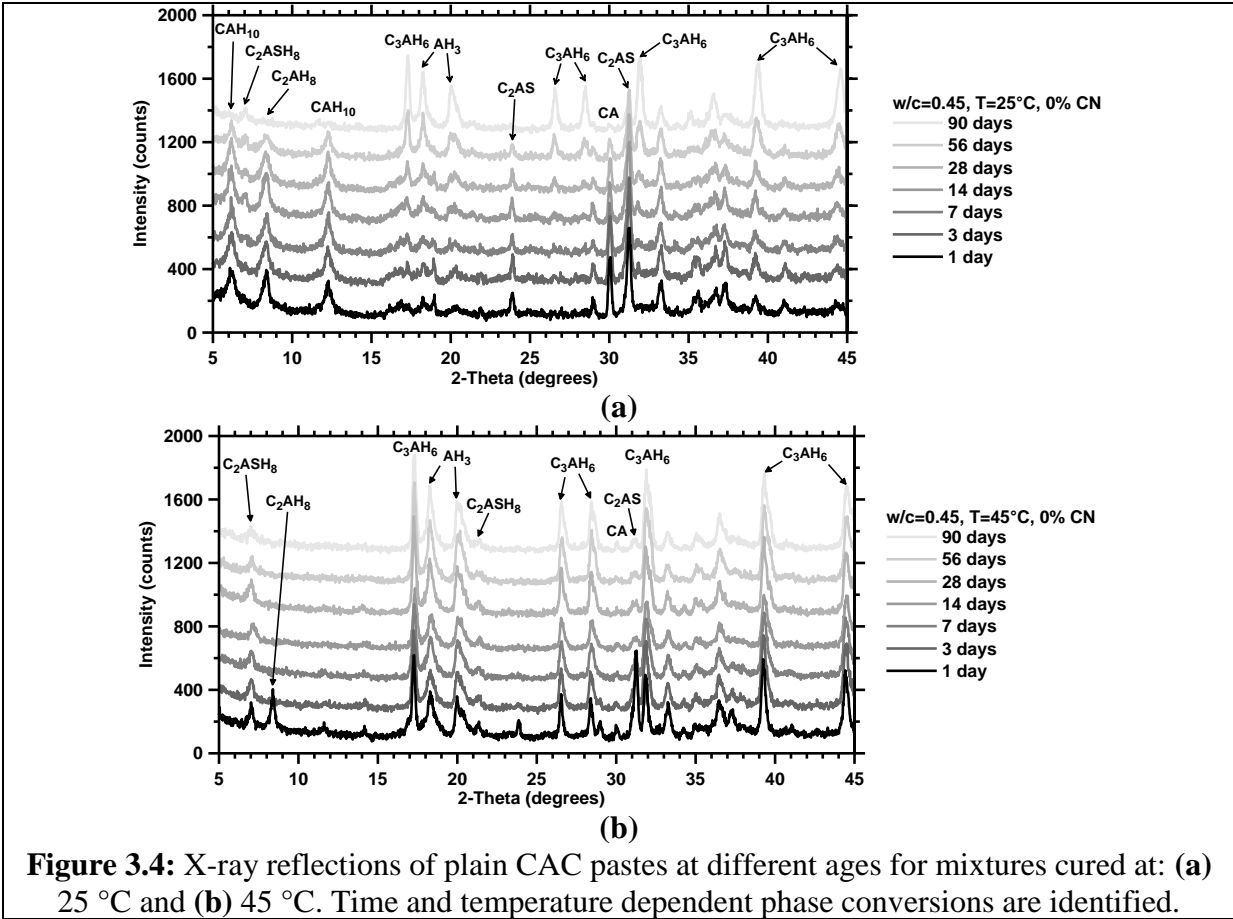 2000
1600
1200
800
400
0
Intensity (counts)
CAH₁₀
C₂ASH₈
C₂AH₈
CAH₁₀
C₃AH₆
AH₃
C₂AS
C₃AH₆
C₂AS
CA
C₃AH₆
C₃AH₆
5 10 15 20 25 30 35 40 45
2-Theta (degrees)
w/c=0.45, T=25°C, 0% CN
90 days
56 days
28 days
14 days
7 days
3 days
1 day
(a)
2000
1600
1200
800
400
0
Intensity (counts)
C₂ASH₈
C₂AH₈
C₃AH₆
AH₃
C₂ASH₈
C₃AH₆
C₂AS
CA
C₃AH₆
C₃AH₆
5 10 15 20 25 30 35 40 45
2-Theta (degrees)
w/c=0.45, T=45°C, 0% CN
90 days
56 days
28 days
14 days
7 days
3 days
1 day
(b)
Figure 3.4: X-ray reflections of plain CAC pastes at different ages for mixtures cured at: (a)
25 °C and (b) 45 °C. Time and temperature dependent phase conversions are identified.